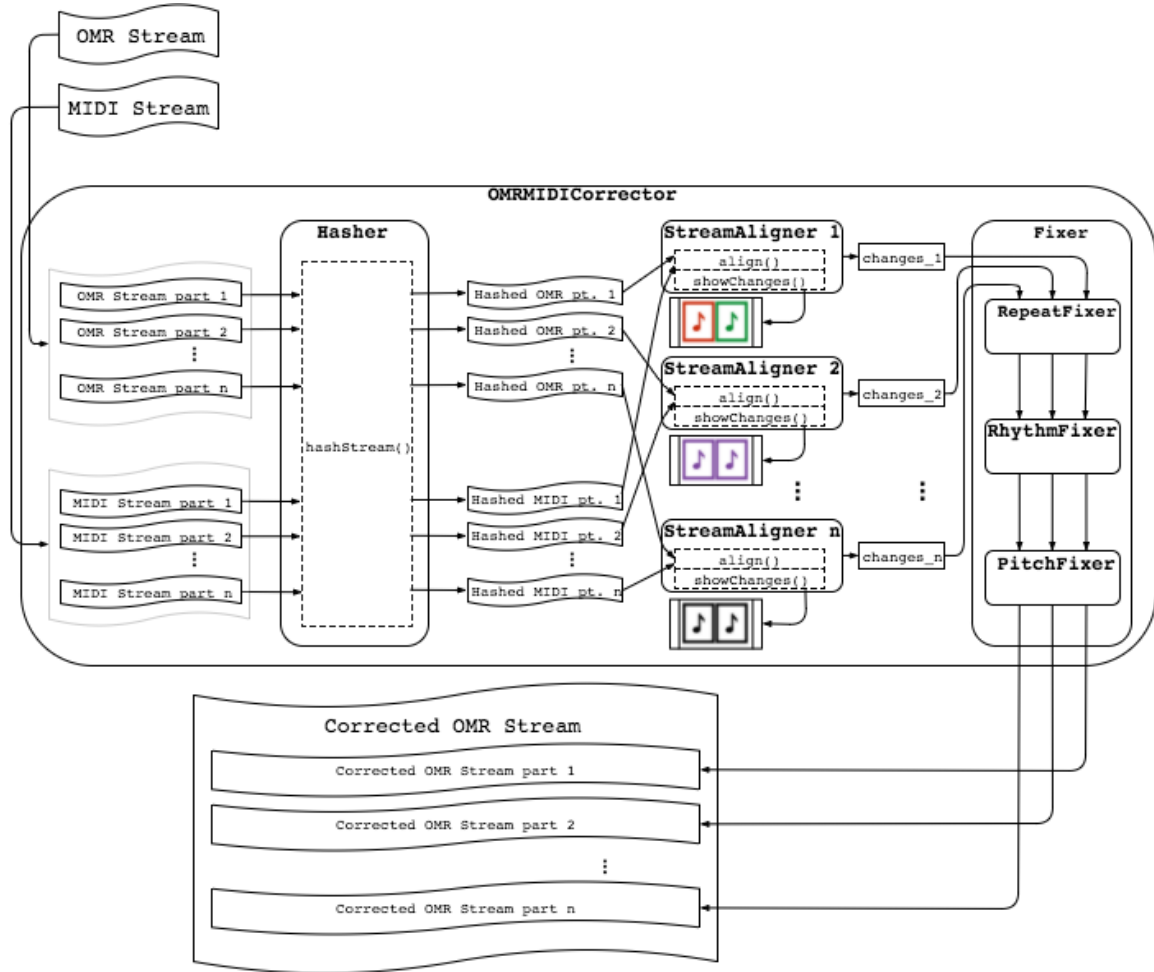 OMR Stream
MIDI Stream
OMRMIDICorrector
Hasher
StreamAligner 1
Fixer
align()
changes_1
showChanges()
OMR Stream part 1
Hashed OMR pt. 1
RepeatFixer
OMR Stream part 2
Hashed OMR pt. 2
⋮
⋮
StreamAligner 2
OMR Stream part n
Hashed OMR pt. n
align()
changes_2
showChanges()
RhythmFixer
hashStream()
MIDI Stream part 1
Hashed MIDI pt. 1
⋮
⋮
MIDI Stream part 2
Hashed MIDI pt. 2
StreamAligner n
⋮
⋮
align()
changes_n
PitchFixer
showChanges()
MIDI Stream part n
Hashed MIDI pt. n
Corrected OMR Stream
Corrected OMR Stream part 1
Corrected OMR Stream part 2
⋮
Corrected OMR Stream part n